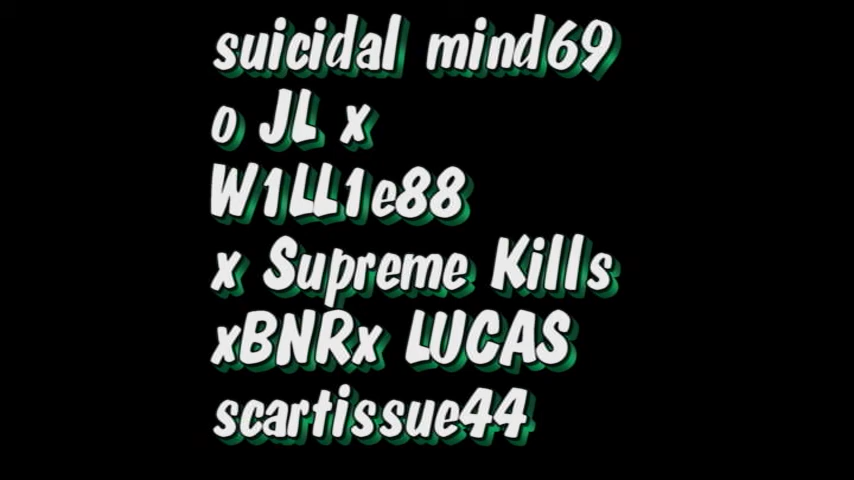 suicidal mind69
o JL x
W1LL1e88
x Supreme Kills
xBNRx LUCAS
scartissue44